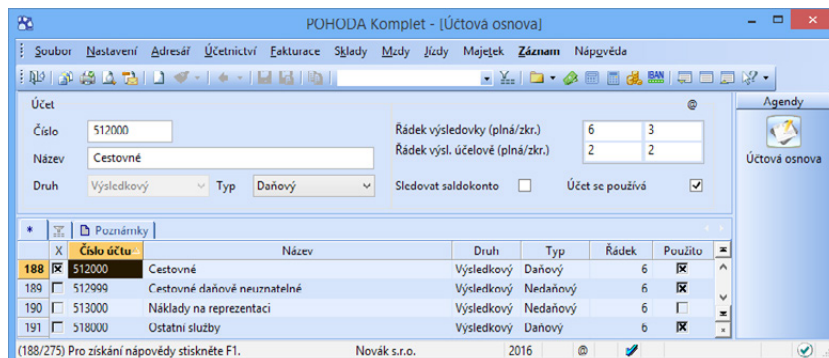 POHODA Komplet - [Účtová osnova]
Soubor Nastavení Adresář Účetnictví Fakturace Sklady Mzdy Jízdy Majetek Záznam Nápověda
IBAN
Účet @ Agendy
Číslo 512000 Řádek výsledovky (plná/zkr.) 6 3
Název Cestovné Řádek výsl. účelové (plná/zkr.) 2 2 Účtová osnova
Druh Výsledkový Typ Daňový Sledovat saldokonto Účet se používá
* Poznámky
X Číslo účtu Název Druh Typ Řádek Použito
188 512000 Cestovné Výsledkový Daňový 6
189 512999 Cestovné daňově neuznatelné Výsledkový Nedaňový 6
190 513000 Náklady na reprezentaci Výsledkový Nedaňový 6
191 518000 Ostatní služby Výsledkový Daňový 6
(188/275) Pro získání nápovědy stiskněte F1. Novák s.r.o. 2016 @